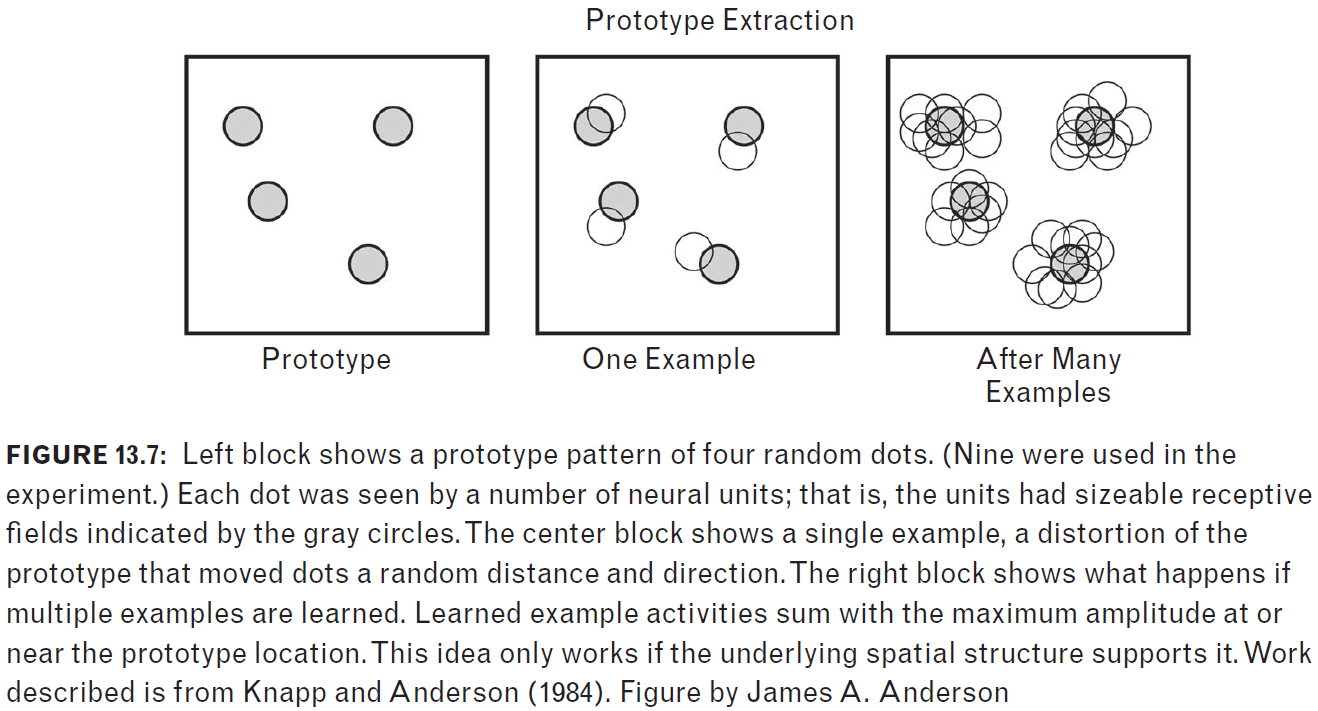 Prototype Extraction
Prototype
One Example
After Many
Examples
FIGURE 13.7: Left block shows a prototype pattern of four random dots. (Nine were used in the
experiment.) Each dot was seen by a number of neural units; that is, the units had sizeable receptive
fields indicated by the gray circles. The center block shows a single example, a distortion of the
prototype that moved dots a random distance and direction. The right block shows what happens if
multiple examples are learned. Learned example activities sum with the maximum amplitude at or
near the prototype location. This idea only works if the underlying spatial structure supports it. Work
described is from Knapp and Anderson (1984). Figure by James A. Anderson